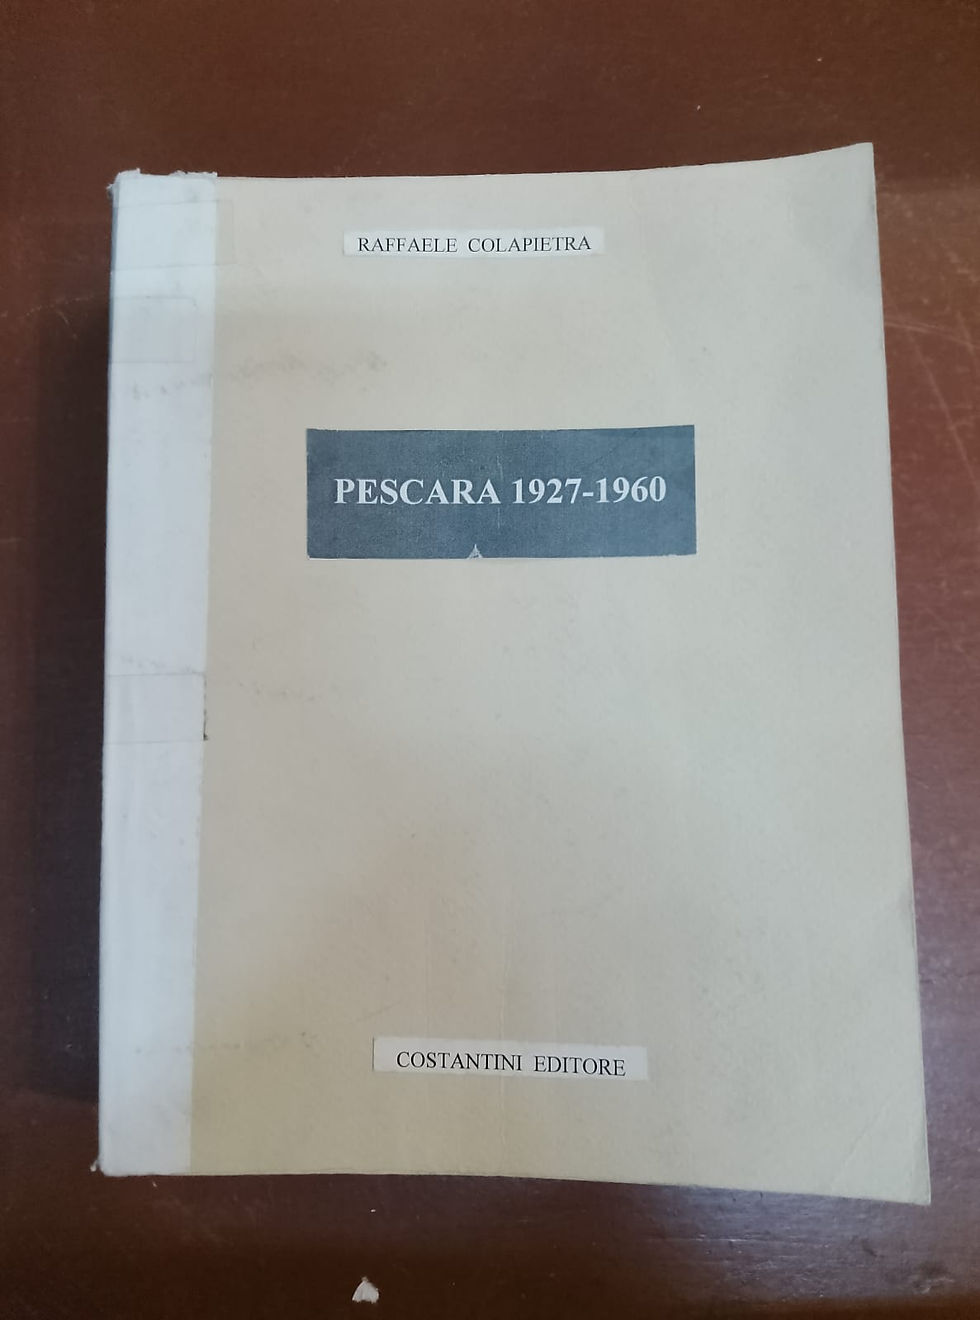 RAFFAELE COLAPIETRA
PESCARA 1927-1960
COSTANTINI EDITORE